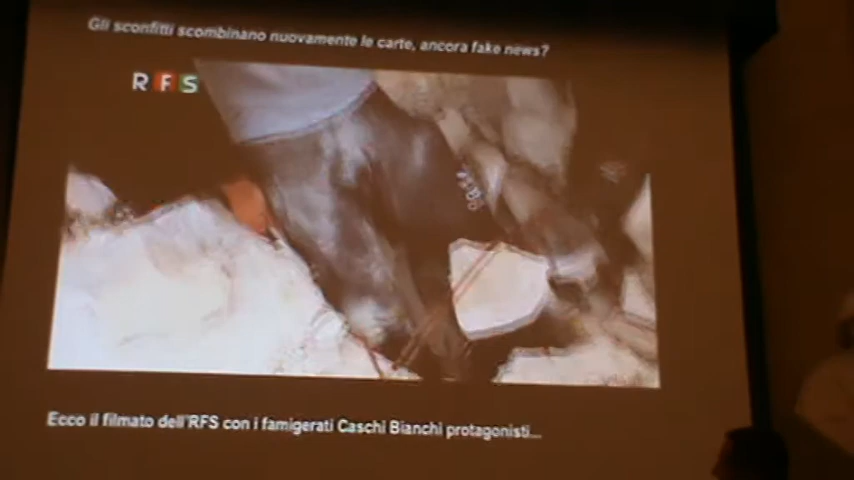 Gli sconfitti scombinano nuovamente le carte, ancora fake news?
RFS
Ecco il filmato dell'RFS con i famigerati Caschi Bianchi protagonisti...